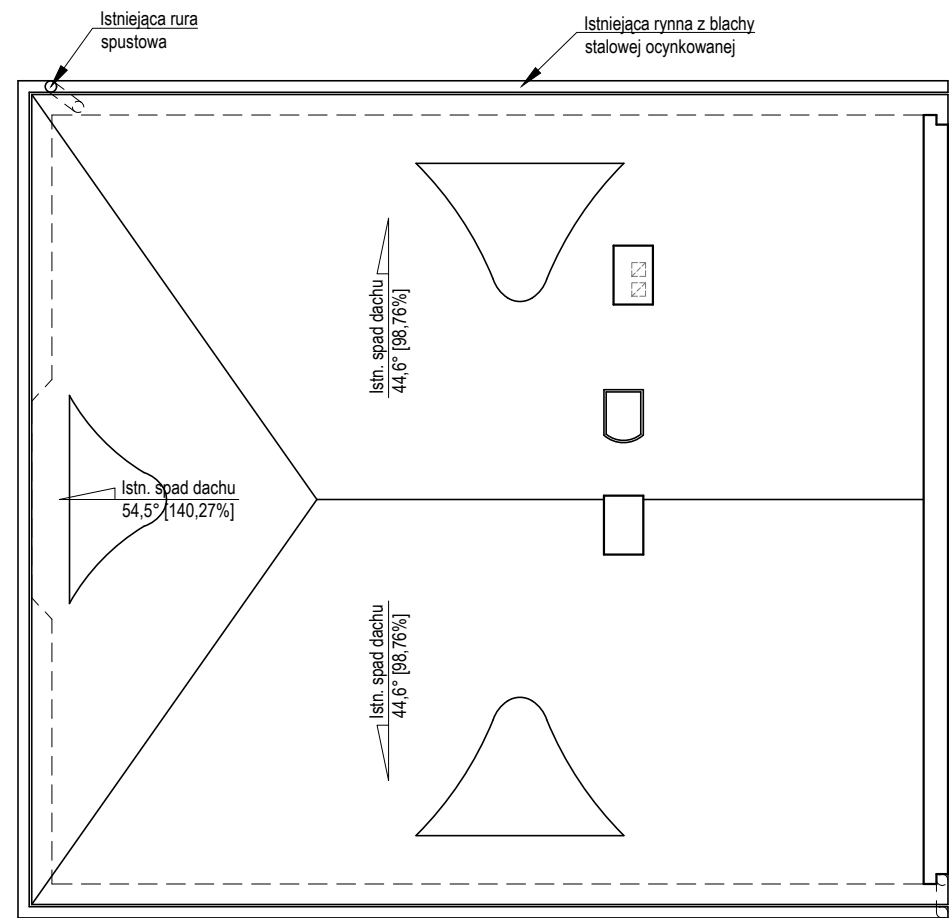 Istniejąca rura
spustowa
Istniejąca rynna z blachy
stalowej ocynkowanej
Istn. spad dachu
44,6° [98,76%]
Istn. spad dachu
54,5° [140,27%]
Istn. spad dachu
44,6° [98,76%]